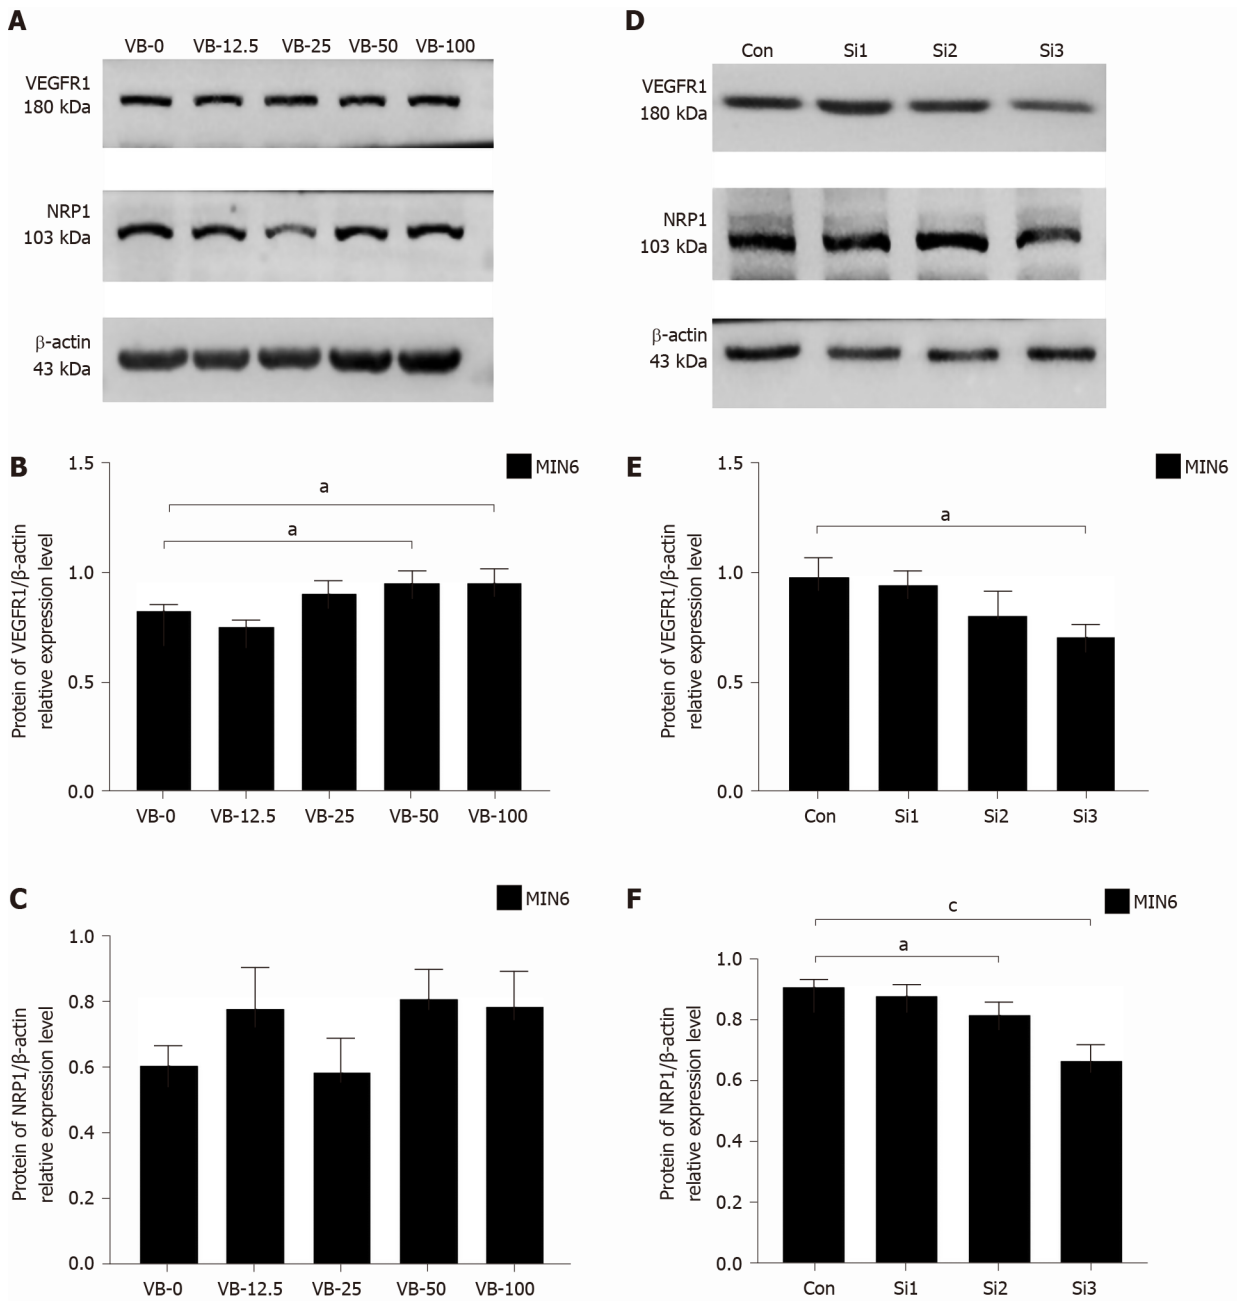 A
VB-0 VB-12.5 VB-25 VB-50 VB-100
VEGFR1
180 kDa
NRP1
103 kDa
β-actin
43 kDa
D
Con Si1 Si2 Si3
VEGFR1
180 kDa
NRP1
103 kDa
β-actin
43 kDa
B
MIN6
Protein of VEGFR1/β-actin
relative expression level
1.5
1.0
0.5
0.0
a
a
VB-0 VB-12.5 VB-25 VB-50 VB-100
E
MIN6
Protein of VEGFR1/β-actin
relative expression level
1.5
1.0
0.5
0.0
a
Con Si1 Si2 Si3
C
MIN6
Protein of NRP1/β-actin
relative expression level
1.0
0.8
0.6
0.4
0.2
0.0
VB-0 VB-12.5 VB-25 VB-50 VB-100
F
MIN6
Protein of NRP1/β-actin
relative expression level
1.0
0.8
0.6
0.4
0.2
0.0
c
a
Con Si1 Si2 Si3